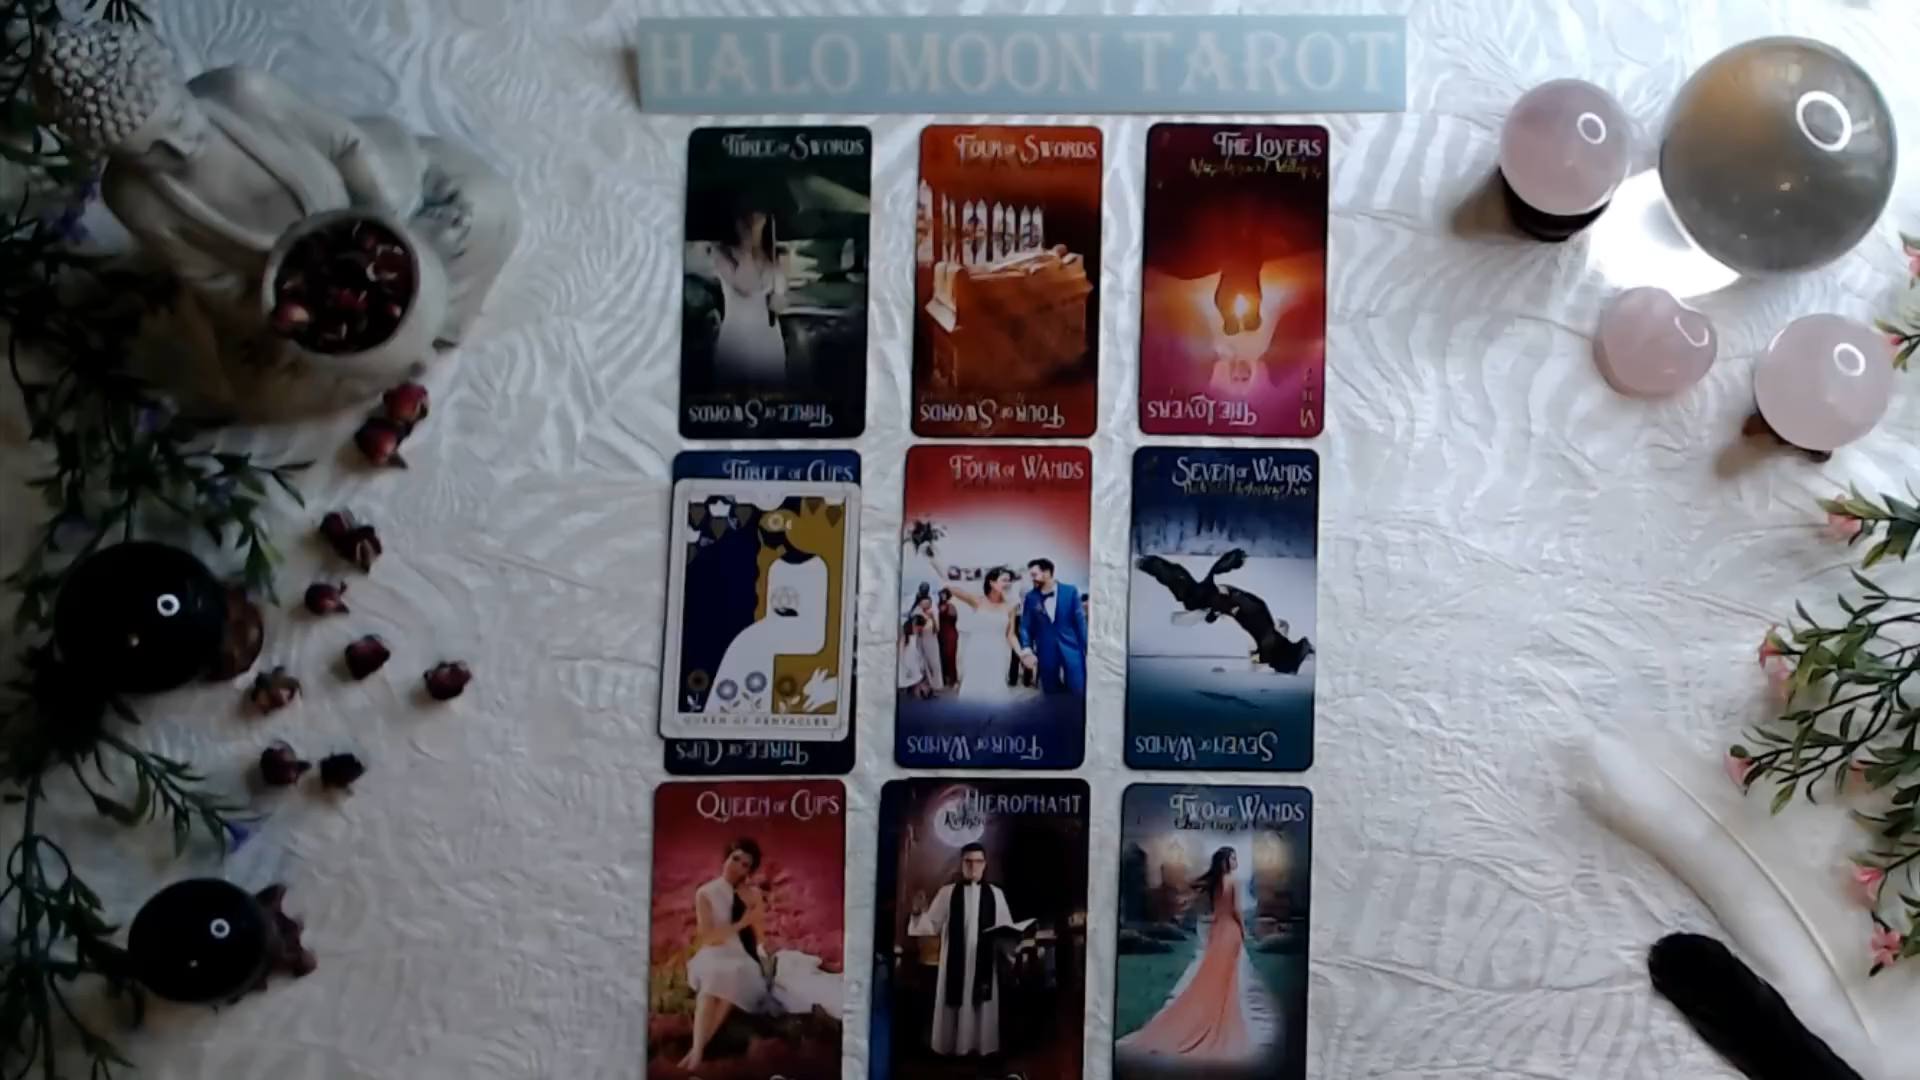 HALO MOON TAROT
THREE OF SWORDS
FOUR OF SWORDS
THE LOVERS
THREE OF SWORDS
FOUR OF SWORDS
THE LOVERS
VI
THREE OF CUPS
FOUR OF WANDS
SEVEN OF WANDS
QUEEN OF PENTACLES
THREE OF CUPS
FOUR OF WANDS
SEVEN OF WANDS
QUEEN OF CUPS
HIEROPHANT
TWO OF WANDS